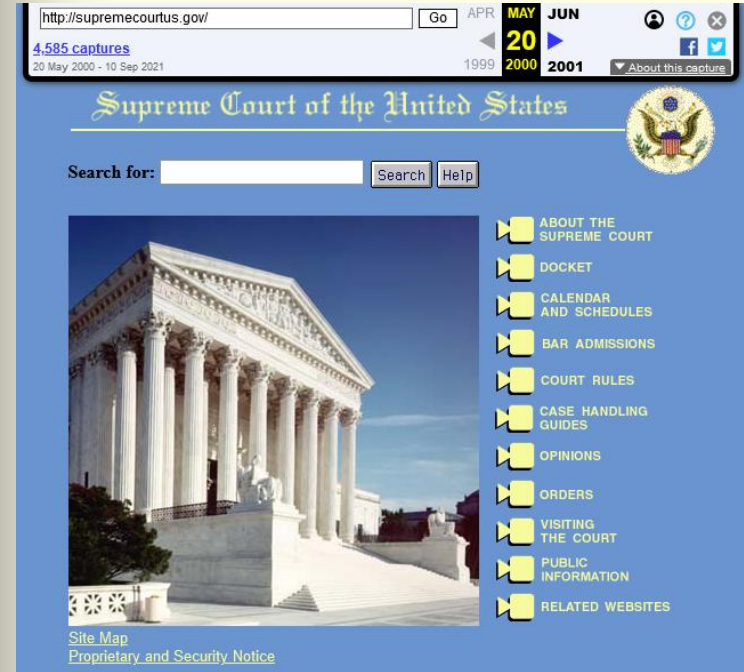 http://supremecourtus.gov/
Go
APR MAY JUN
4,585 captures
20
20 May 2000 - 10 Sep 2021
1999 2000 2001
About this capture
Supreme Court of the United States
Search for:
Search
Help
ABOUT THE
SUPREME COURT
DOCKET
CALENDAR
AND SCHEDULES
BAR ADMISSIONS
COURT RULES
CASE HANDLING
GUIDES
OPINIONS
ORDERS
VISITING
THE COURT
PUBLIC
INFORMATION
RELATED WEBSITES
Site Map
Proprietary and Security Notice